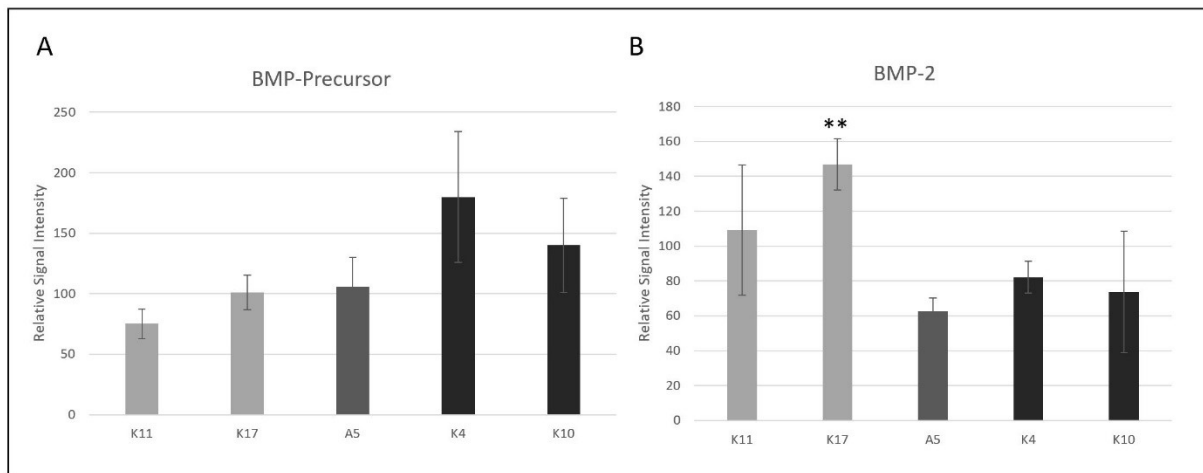 A
BMP-Precursor
Relative Signal Intensity
250
200
150
100
50
0
K11 K17 A5 K4 K10
B
BMP-2
Relative Signal Intensity
180
160
140
120
100
80
60
40
20
0
**
K11 K17 A5 K4 K10